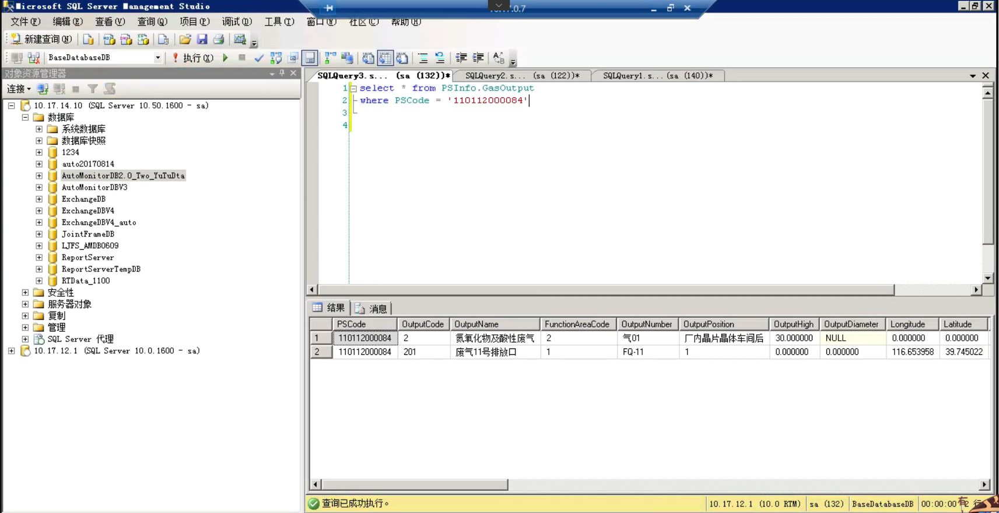 Microsoft SQL Server Management Studio
文件(F) 编辑(E) 查看(V) 查询(Q) 项目(P) 调试(D) 工具(T) 窗口(W) 社区(C) 帮助(H)
新建查询(N)
BaseDatabaseDB 执行(X)
对象资源管理器
连接
10.17.14.10 (SQL Server 10.50.1600 - sa)
数据库
系统数据库
数据库快照
1234
auto20170814
AutoMonitorDB2.0_Two_YuTuDta
AutoMonitorDBV3
ExchangeDB
ExchangeDBV4
ExchangeDBV4_auto
JointFrameDB
LJFS_AMDB0609
ReportServer
ReportServerTempDB
RTData_1100
安全性
服务器对象
复制
管理
SQL Server 代理
10.17.12.1 (SQL Server 10.0.1600 - sa)
SQLQuery3.s... (sa (132))* SQLQuery2.s... (sa (122))* SQLQuery1.s...(sa (140))*
1 select * from PSInfo.GasOutput
2 where PSCode = '110112000084'
3
4
结果 消息
PSCode OutputCode OutputName FunctionAreaCode OutputNumber OutputPosition OutputHigh OutputDiameter Longitude Latitude
1 110112000084 2 氮氧化物及酸性废气 2 气01 厂内晶片晶体车间后 30.000000 NULL 0.000000 0.000000
2 110112000084 201 废气11号排放口 1 FQ-11 1 0.000000 0.000000 116.653958 39.745022
查询已成功执行。 10.17.12.1 (10.0 RTM) sa (132) BaseDatabaseDB 00:00:00 2 行